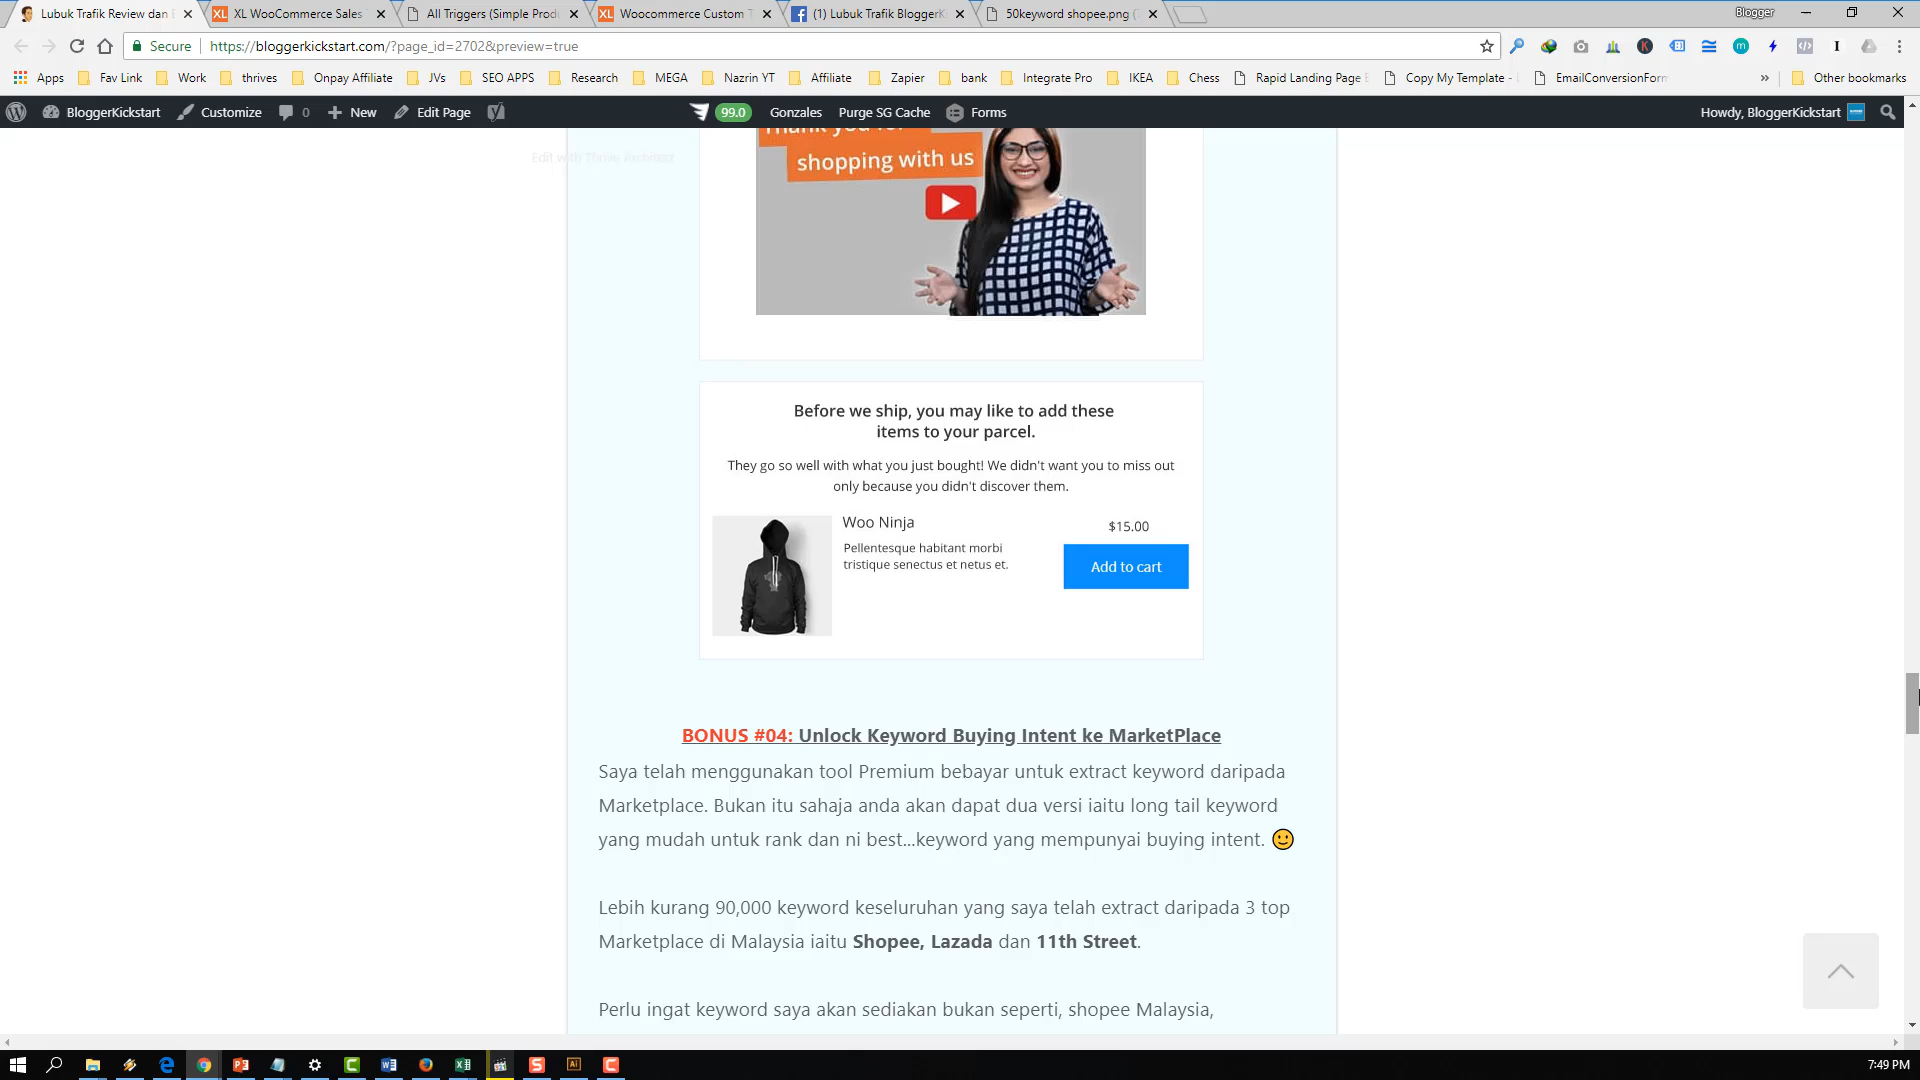 Lubuk Trafik Review dan
XL WooCommerce Sales
All Triggers (Simple Prod
Woocommerce Custom T
(1) Lubuk Trafik BloggerK
50keyword shopee.png (
Blogger
Secure
https://bloggerkickstart.com/?page_id=2702&preview=true
Apps
Fav Link
Work
thrives
Onpay Affiliate
JVs
SEO APPS
Research
MEGA
Nazrin YT
Affiliate
Zapier
bank
Integrate Pro
IKEA
Chess
Rapid Landing Page
Copy My Template -
EmailConversionForm
»
Other bookmarks
BloggerKickstart
Customize
0
New
Edit Page
99.0
Gonzales
Purge SG Cache
Forms
Howdy, BloggerKickstart
Edit with Thrive Architect
Thank you for
shopping with us
Before we ship, you may like to add these
items to your parcel.
They go so well with what you just bought! We didn't want you to miss out
only because you didn't discover them.
Woo Ninja
$15.00
Pellentesque habitant morbi
tristique senectus et netus et.
Add to cart
BONUS #04: Unlock Keyword Buying Intent ke MarketPlace
Saya telah menggunakan tool Premium bebayar untuk extract keyword daripada
Marketplace. Bukan itu sahaja anda akan dapat dua versi iaitu long tail keyword
yang mudah untuk rank dan ni best...keyword yang mempunyai buying intent. 🙂
Lebih kurang 90,000 keyword keseluruhan yang saya telah extract daripada 3 top
Marketplace di Malaysia iaitu Shopee, Lazada dan 11th Street.
Perlu ingat keyword saya akan sediakan bukan seperti, shopee Malaysia,
7:49 PM